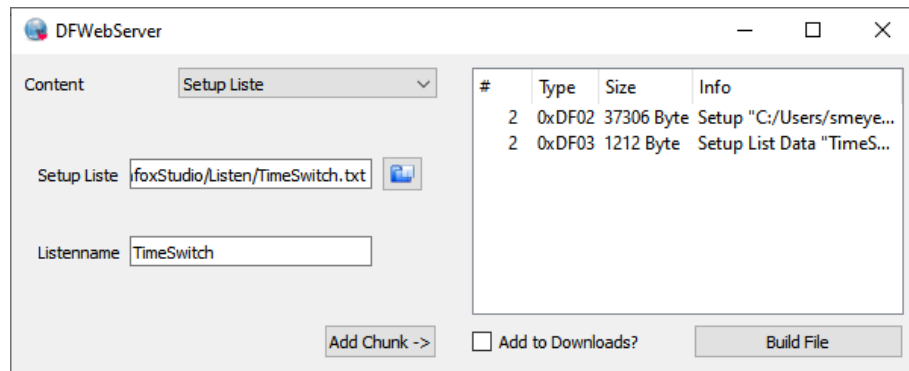 DFWebServer
Content Setup Liste
Setup Liste ıfoxStudio/Listen/TimeSwitch.txt
Listenname TimeSwitch
Add Chunk ->
# Type Size Info
2 0xDF02 37306 Byte Setup "C:/Users/smeye...
2 0xDF03 1212 Byte Setup List Data "TimeS...
Add to Downloads? Build File